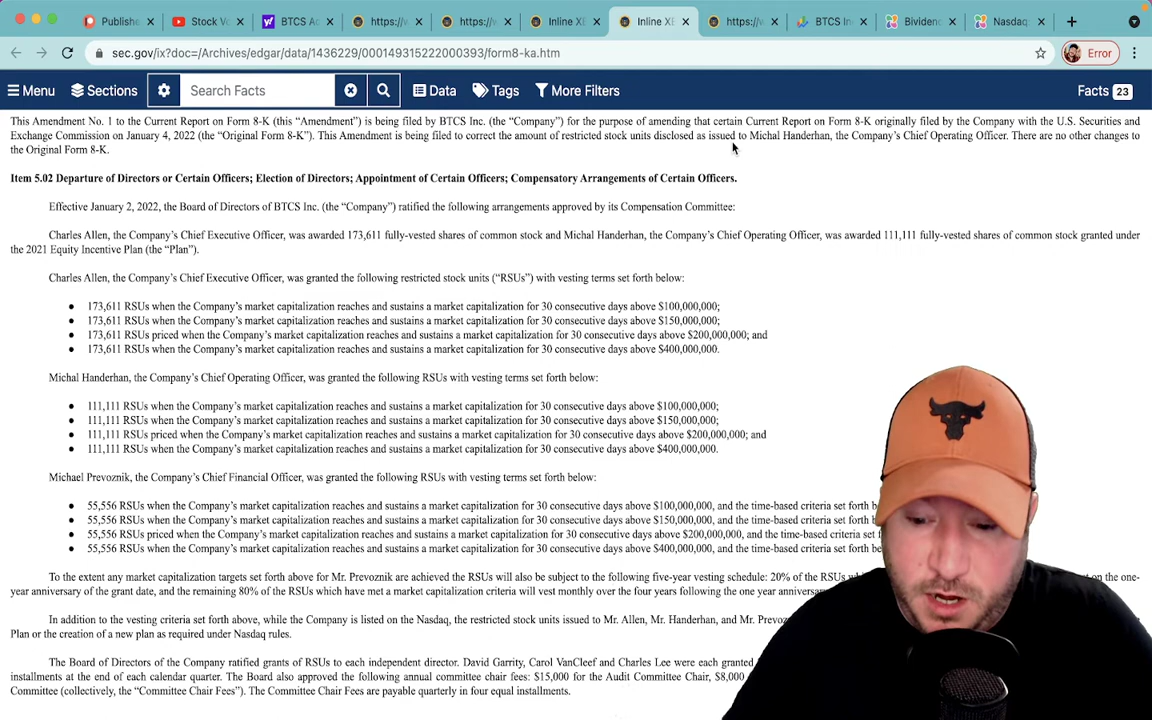 Publishe
Stock Vo
BTCS A
https://w
https://w
Inline XE
Inline XE
https://w
BTCS In
Bividend
Nasdaq
sec.gov/ix?doc=/Archives/edgar/data/1436229/000149315222000393/form8-ka.htm
Error
Menu
Sections
Search Facts
Data
Tags
More Filters
Facts 23
This Amendment No. 1 to the Current Report on Form 8-K (this “Amendment”) is being filed by BTCS Inc. (the “Company”) for the purpose of amending that certain Current Report on Form 8-K originally filed by the Company with the U.S. Securities and
Exchange Commission on January 4, 2022 (the “Original Form 8-K”). This Amendment is being filed to correct the amount of restricted stock units disclosed as issued to Michal Handerhan, the Company’s Chief Operating Officer. There are no other changes to
the Original Form 8-K.
Item 5.02 Departure of Directors or Certain Officers; Election of Directors; Appointment of Certain Officers; Compensatory Arrangements of Certain Officers.
Effective January 2, 2022, the Board of Directors of BTCS Inc. (the “Company”) ratified the following arrangements approved by its Compensation Committee:
Charles Allen, the Company’s Chief Executive Officer, was awarded 173,611 fully-vested shares of common stock and Michal Handerhan, the Company’s Chief Operating Officer, was awarded 111,111 fully-vested shares of common stock granted under
the 2021 Equity Incentive Plan (the “Plan”).
Charles Allen, the Company’s Chief Executive Officer, was granted the following restricted stock units (“RSUs”) with vesting terms set forth below:
● 173,611 RSUs when the Company’s market capitalization reaches and sustains a market capitalization for 30 consecutive days above $100,000,000;
● 173,611 RSUs when the Company’s market capitalization reaches and sustains a market capitalization for 30 consecutive days above $150,000,000;
● 173,611 RSUs priced when the Company’s market capitalization reaches and sustains a market capitalization for 30 consecutive days above $200,000,000; and
● 173,611 RSUs when the Company’s market capitalization reaches and sustains a market capitalization for 30 consecutive days above $400,000,000.
Michal Handerhan, the Company’s Chief Operating Officer, was granted the following RSUs with vesting terms set forth below:
● 111,111 RSUs when the Company’s market capitalization reaches and sustains a market capitalization for 30 consecutive days above $100,000,000;
● 111,111 RSUs when the Company’s market capitalization reaches and sustains a market capitalization for 30 consecutive days above $150,000,000;
● 111,111 RSUs priced when the Company’s market capitalization reaches and sustains a market capitalization for 30 consecutive days above $200,000,000; and
● 111,111 RSUs when the Company’s market capitalization reaches and sustains a market capitalization for 30 consecutive days above $400,000,000.
Michael Prevoznik, the Company’s Chief Financial Officer, was granted the following RSUs with vesting terms set forth below:
● 55,556 RSUs when the Company’s market capitalization reaches and sustains a market capitalization for 30 consecutive days above $100,000,000, and the time-based criteria set forth
● 55,556 RSUs when the Company’s market capitalization reaches and sustains a market capitalization for 30 consecutive days above $150,000,000, and the time-based criteria set forth
● 55,556 RSUs priced when the Company’s market capitalization reaches and sustains a market capitalization for 30 consecutive days above $200,000,000, and the time-based criteria set
● 55,556 RSUs when the Company’s market capitalization reaches and sustains a market capitalization for 30 consecutive days above $400,000,000, and the time-based criteria set forth
To the extent any market capitalization targets set forth above for Mr. Prevoznik are achieved the RSUs will also be subject to the following five-year vesting schedule: 20% of the RSUs on the one-
year anniversary of the grant date, and the remaining 80% of the RSUs which have met a market capitalization criteria will vest monthly over the four years following the one year
In addition to the vesting criteria set forth above, while the Company is listed on the Nasdaq, the restricted stock units issued to Mr. Allen, Mr. Handerhan, and Mr.
Plan or the creation of a new plan as required under Nasdaq rules.
The Board of Directors of the Company ratified grants of RSUs to each independent director. David Garrity, Carol VanCleef and Charles Lee were each granted
installments at the end of each calendar quarter. The Board also approved the following annual committee chair fees: $15,000 for the Audit Committee Chair, $8,000
Committee (collectively, the “Committee Chair Fees”). The Committee Chair Fees are payable quarterly in four equal installments.